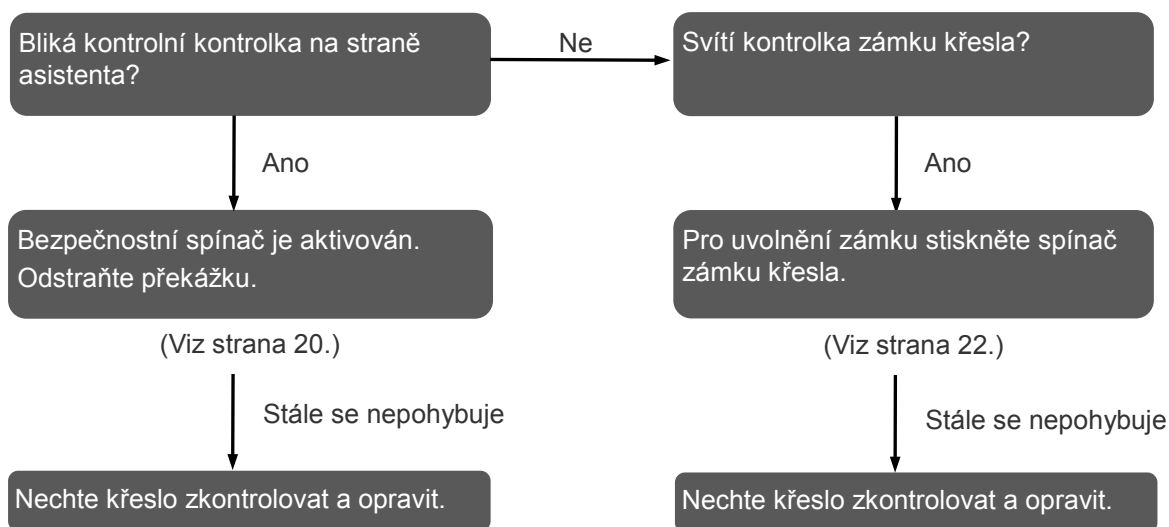 Bliká kontrolní kontrolka na straně
asistenta?
Ne
Svítí kontrolka zámku křesla?
Ano
Ano
Bezpečnostní spínač je aktivován.
Odstraňte překážku.
Pro uvolnění zámku stiskněte spínač
zámku křesla.
(Viz strana 20.)
(Viz strana 22.)
Stále se nepohybuje
Stále se nepohybuje
Nechte křeslo zkontrolovat a opravit.
Nechte křeslo zkontrolovat a opravit.